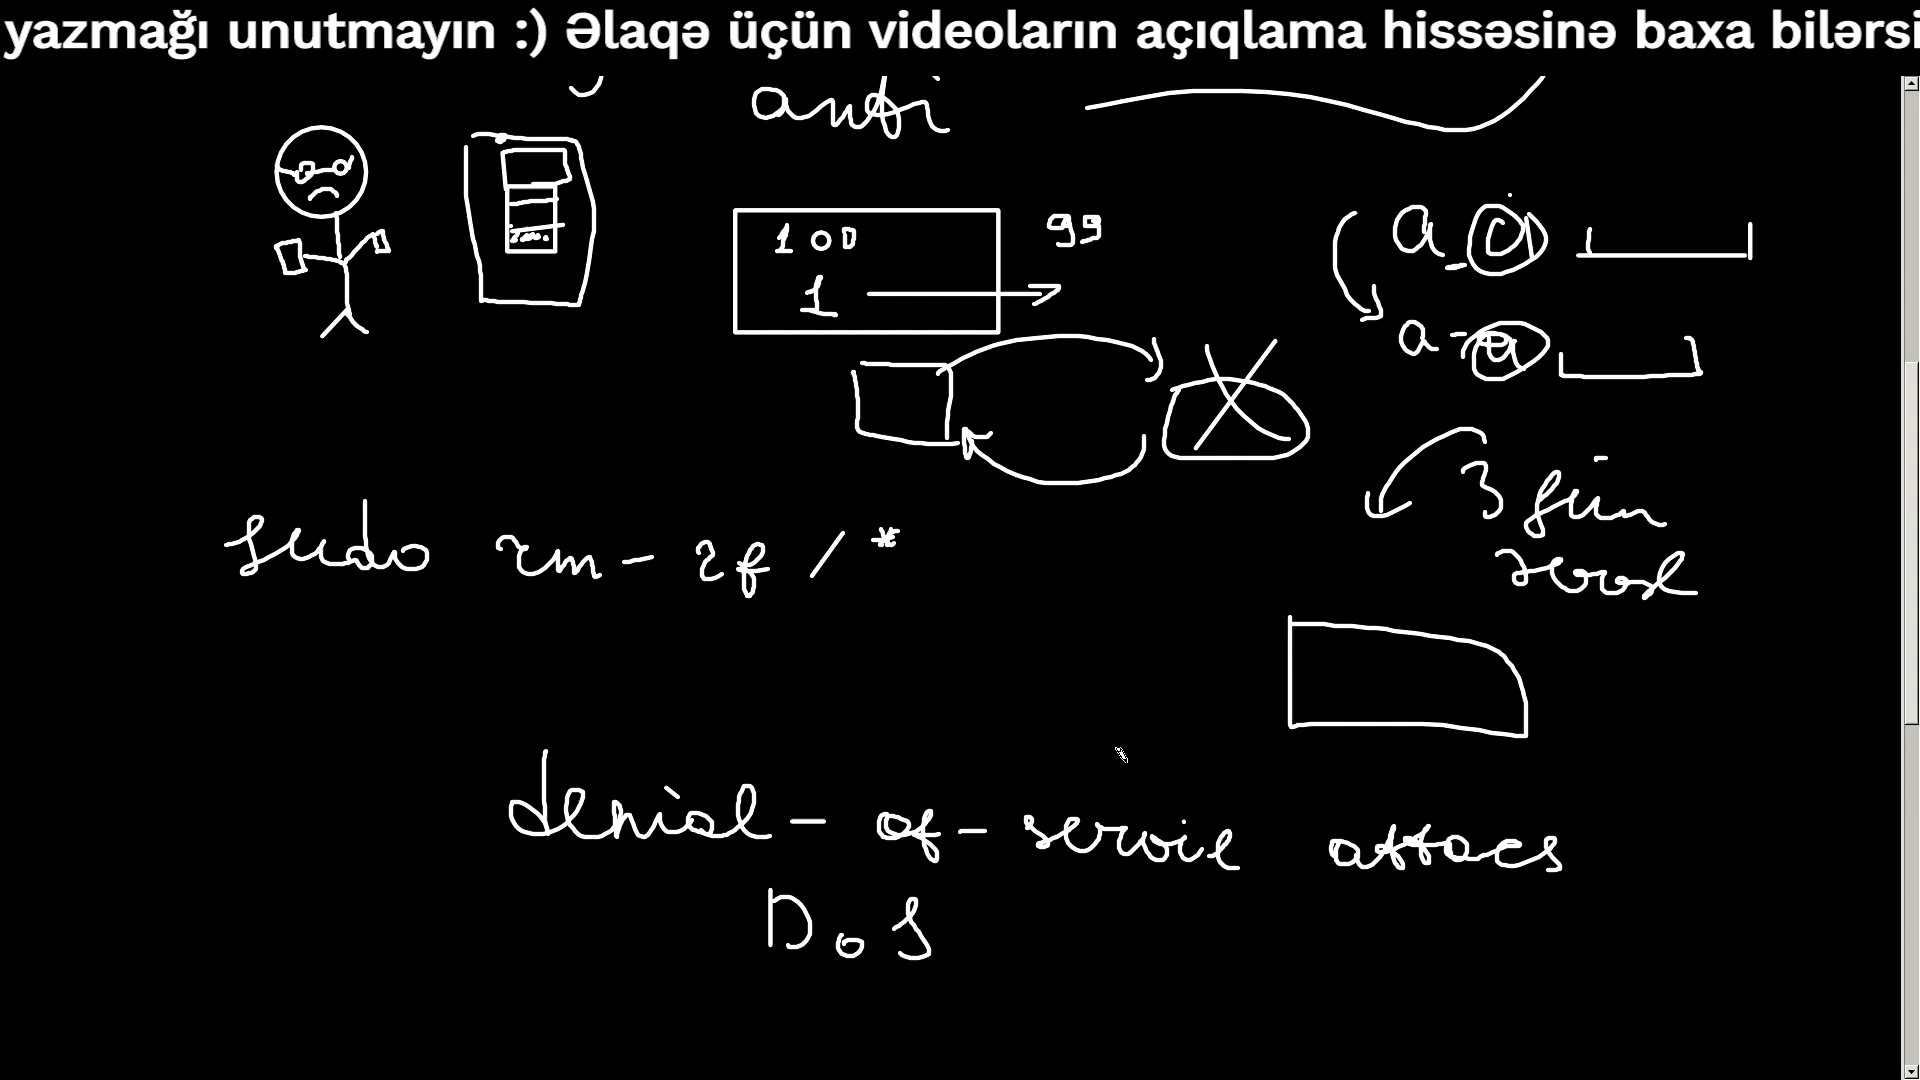 yazmağı unutmayın :) Əlaqə üçün videoların açıqlama hissəsinə baxa bilərsi
anti
100
99
1
a
a
3 gün
sudo rm - rf / *
denial - of - servoie attacs
DoS